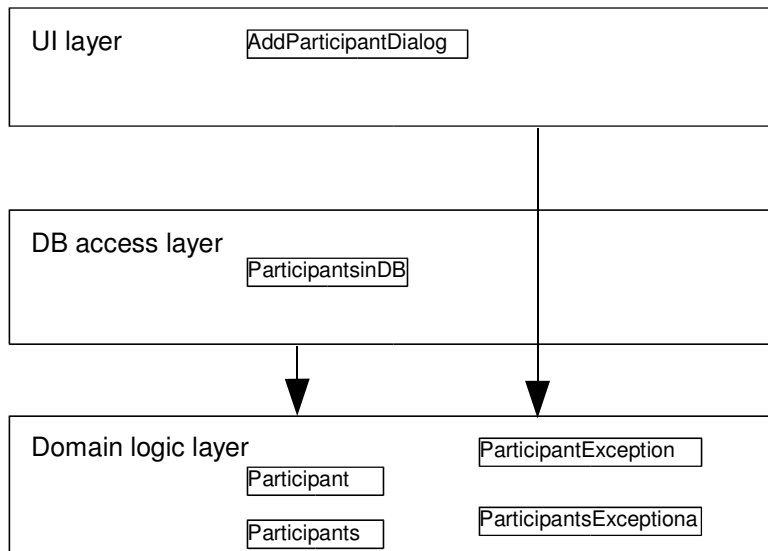 UI layer
AddParticipantDialog
DB access layer
ParticipantsinDB
Domain logic layer
ParticipantException
Participant
ParticipantsExceptiona
Participants